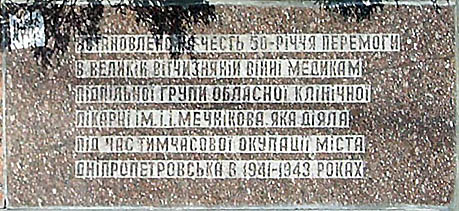 ВСТАНОВЛЕНО НА ЧЕСТЬ 50-РІЧЧЯ ПЕРЕМОГИ
В ВЕЛИКІЙ ВІТЧИЗНЯНІЙ ВІЙНІ МЕДИКАМ
ПІДПІЛЬНОЇ ГРУПИ ОБЛАСНОЇ КЛІНІЧНОЇ
ЛІКАРНІ ІМ. І.І. МЕЧНІКОВА, ЯКА ДІЯЛА
ПІД ЧАС ТИМЧАСОВОЇ ОКУПАЦІЇ МІСТА
ДНІПРОПЕТРОВСЬКА В 1941-1943 РОКАХ